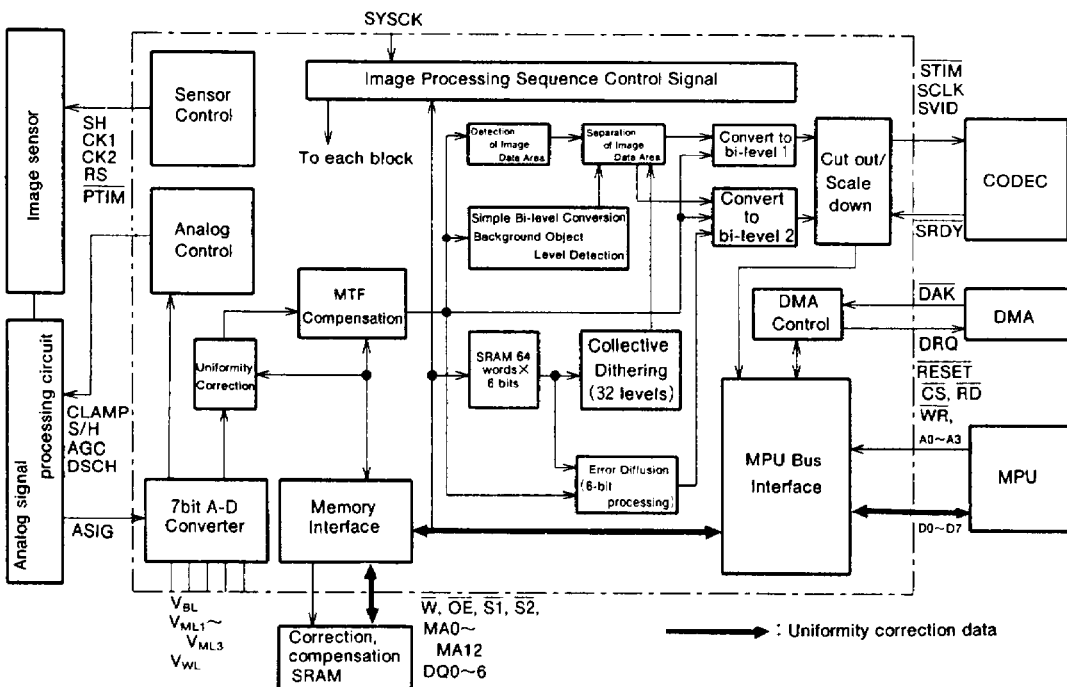 SYSCK
Image Processing Sequence Control Signal
To each block
Image sensor
Sensor
Control
SH
CK1
CK2
RS
PTIM
Analog
Control
Analog signal
processing circuit
CLAMP
S/H
AGC
DSCH
ASIG
7bit A-D
Converter
VBL
VML1~
VML3
VWL
Uniformity
Correction
MTF
Compensation
Memory
Interface
Correction,
compensation
SRAM
W, OE, S1, S2,
MA0~
MA12
DQ0~6
Detection
of Image
Data Area
Separation
of Image
Data Area
Simple Bi-level Conversion
Background Object
Level Detection
SRAM 64
words×
6 bits
Collective
Dithering
(32 levels)
Error Diffusion
(6-bit
processing)
Convert to
bi-level 1
Convert
to
bi-level 2
Cut out/
Scale
down
DMA
Control
MPU Bus
Interface
STIM
SCLK
SVID
CODEC
SRDY
DAK
DMA
DRQ
RESET
CS, RD
WR,
A0~A3
MPU
D0~D7
: Uniformity correction data